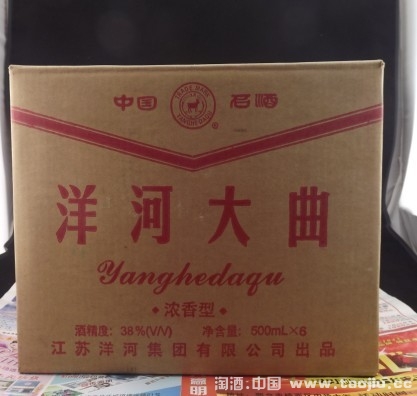 中国 名酒
TRADE MARK
®
洋河大曲
Yanghedaqu
·浓香型·
酒精度: 38%(V/V) 净含量: 500mL×6
江苏洋河集团有限公司出品
淘酒.中国 www.taojiu.cc